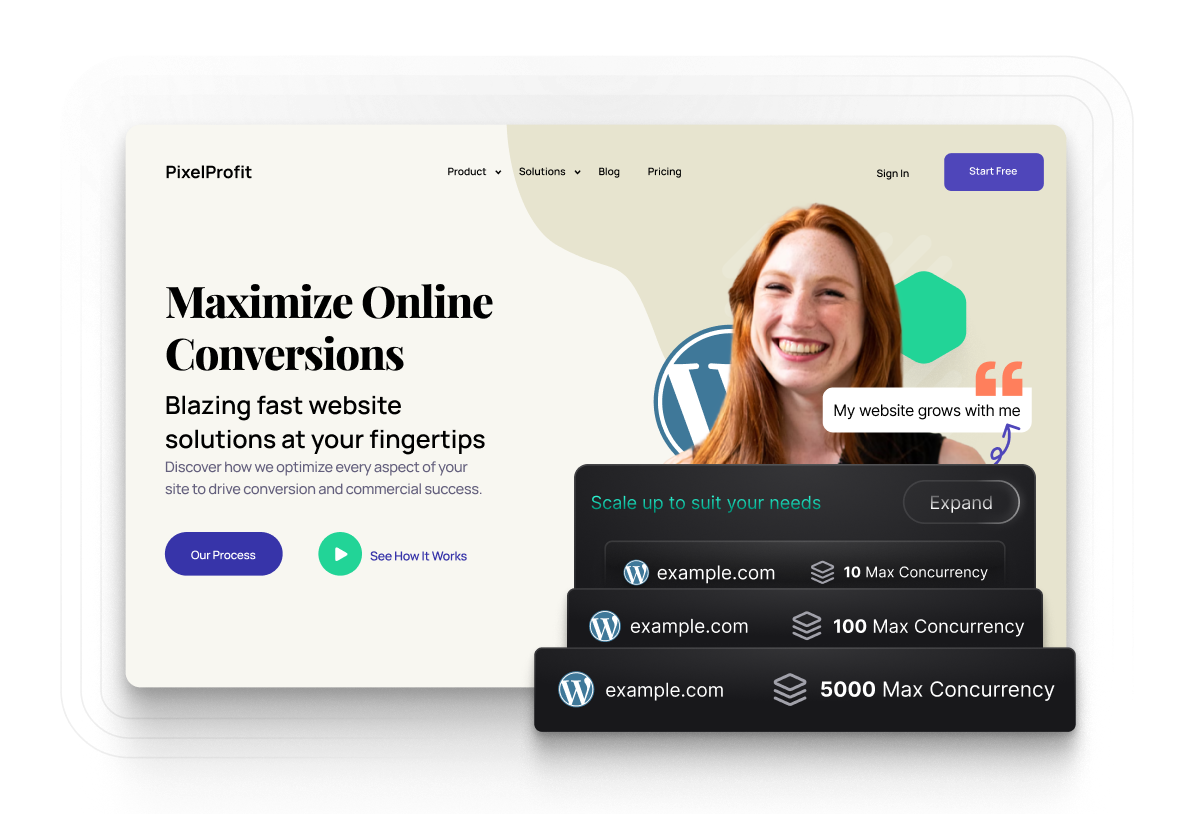 PixelProfit
Product
Solutions
Blog
Pricing
Sign In
Start Free
Maximize Online
Conversions
Blazing fast website
solutions at your fingertips
Discover how we optimize every aspect of your
site to drive conversion and commercial success.
Our Process
See How It Works
“
My website grows with me
Scale up to suit your needs
Expand
example.com
10 Max Concurrency
example.com
100 Max Concurrency
example.com
5000 Max Concurrency